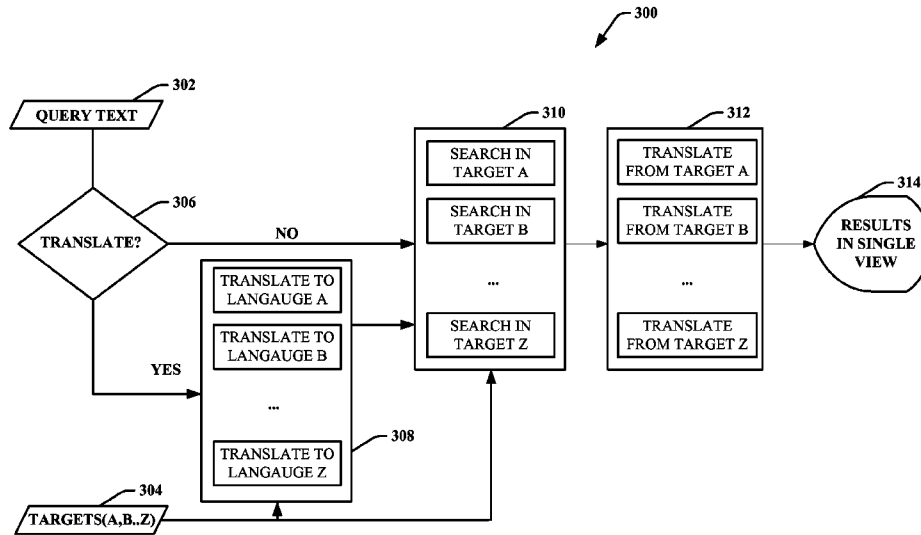 300
302
QUERY TEXT
306
TRANSLATE?
NO
YES
TRANSLATE TO
LANGAUGE A
TRANSLATE TO
LANGAUGE B
...
TRANSLATE TO
LANGAUGE Z
308
304
TARGETS(A,B..Z)
310
SEARCH IN
TARGET A
SEARCH IN
TARGET B
...
SEARCH IN
TARGET Z
312
TRANSLATE
FROM TARGET A
TRANSLATE
FROM TARGET B
...
TRANSLATE
FROM TARGET Z
314
RESULTS
IN SINGLE
VIEW